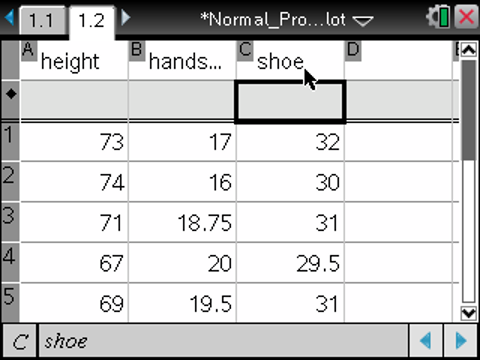 1.1 1.2 *Normal_Pro...lot
A height B hands... C shoe D
◆
1 73 17 32
2 74 16 30
3 71 18.75 31
4 67 20 29.5
5 69 19.5 31
C shoe